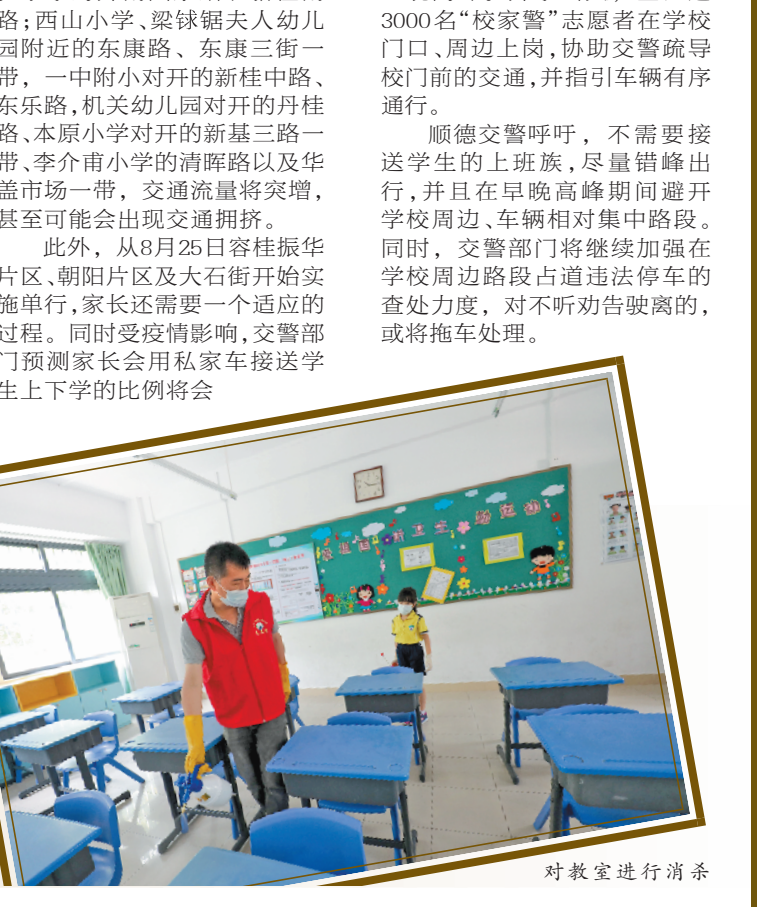 路；西山小学、梁铽锯夫人幼儿
园附近的东康路、东康三街一
带，一中附小对开的新桂中路、
东乐路，机关幼儿园对开的丹桂
路、本原小学对开的新基三路一
带、李介甫小学的清晖路以及华
盖市场一带，交通流量将突增，
甚至可能会出现交通拥挤。
此外，从8月25日容桂振华
片区、朝阳片区及大石街开始实
施单行，家长还需要一个适应的
过程。同时受疫情影响，交警部
门预测家长会用私家车接送学
生上下学的比例将会
3000名“校家警”志愿者在学校
门口、周边上岗，协助交警疏导
校门前的交通，并指引车辆有序
通行。
顺德交警呼吁，不需要接
送学生的上班族，尽量错峰出
行，并且在早晚高峰期间避开
学校周边、车辆相对集中路段。
同时，交警部门将继续加强在
学校周边路段占道违法停车的
查处力度，对不听劝告驶离的，
或将拖车处理。
对教室进行消杀